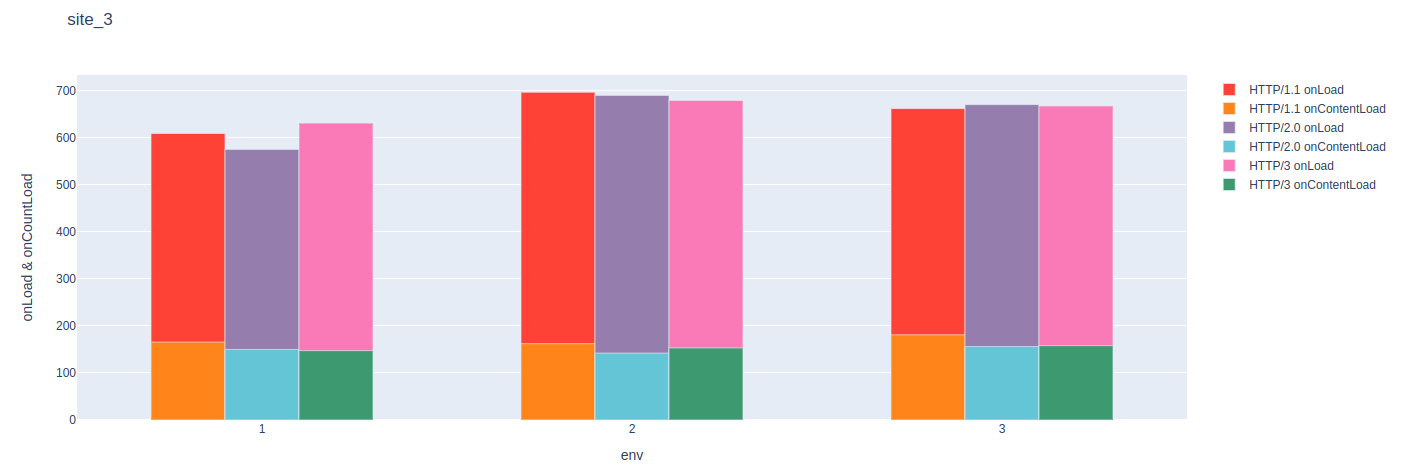 site_3
onLoad & onCountLoad
700
600
500
400
300
200
100
0
1
2
3
env
HTTP/1.1 onLoad
HTTP/1.1 onContentLoad
HTTP/2.0 onLoad
HTTP/2.0 onContentLoad
HTTP/3 onLoad
HTTP/3 onContentLoad